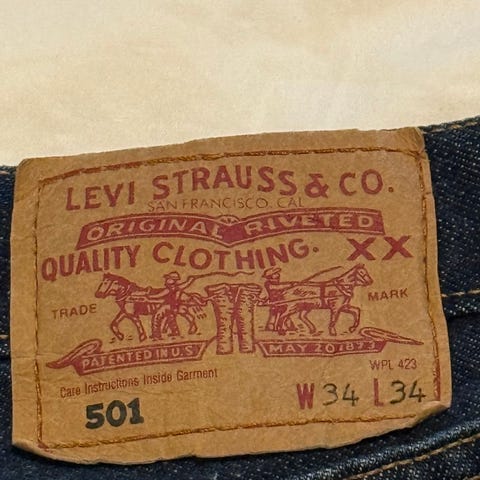 LEVI STRAUSS & CO.
SAN FRANCISCO, CAL
ORIGINAL RIVETED
QUALITY CLOTHING. XX
TRADE MARK
PATENTED IN U.S. MAY 20 1873
WPL 423
Care Instructions Inside Garment
501 W 34 L 34